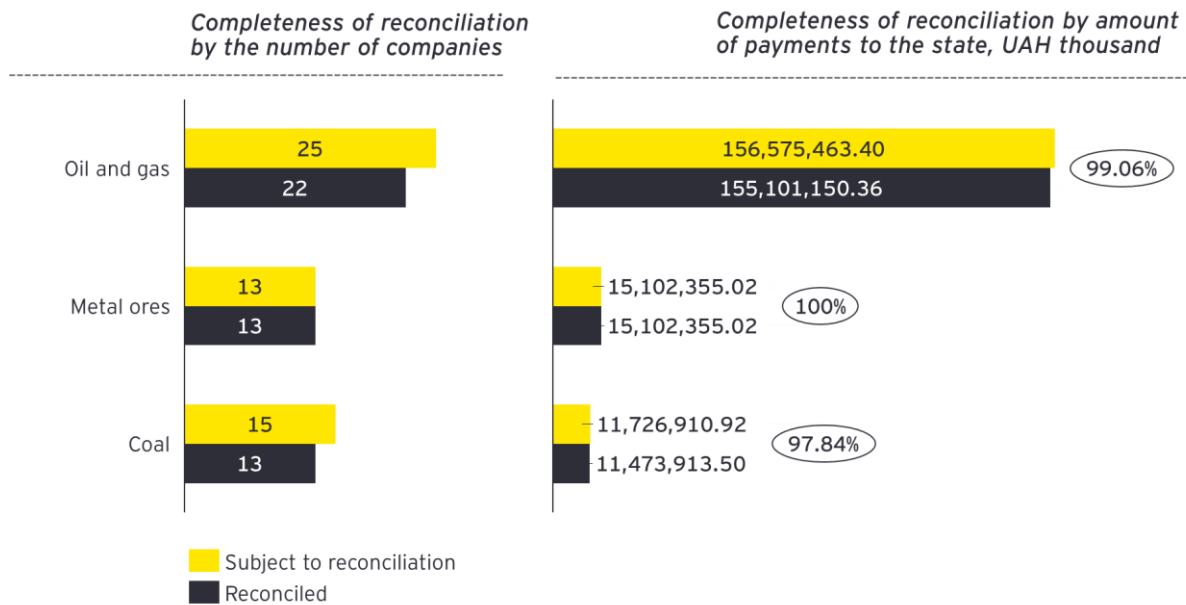 Completeness of reconciliation
by the number of companies
Completeness of reconciliation by amount
of payments to the state, UAH thousand
Oil and gas
25
22
156,575,463.40
155,101,150.36
99.06%
Metal ores
13
13
15,102,355.02
15,102,355.02
100%
Coal
15
13
11,726,910.92
11,473,913.50
97.84%
Subject to reconciliation
Reconciled